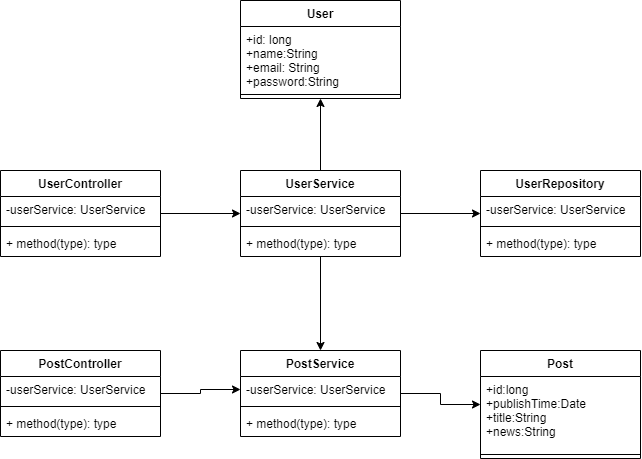 User
+id: long
+name:String
+email: String
+password:String
UserController
-userService: UserService
+ method(type): type
UserService
-userService: UserService
+ method(type): type
UserRepository
-userService: UserService
+ method(type): type
PostController
-userService: UserService
+ method(type): type
PostService
-userService: UserService
+ method(type): type
Post
+id:long
+publishTime:Date
+title:String
+news:String